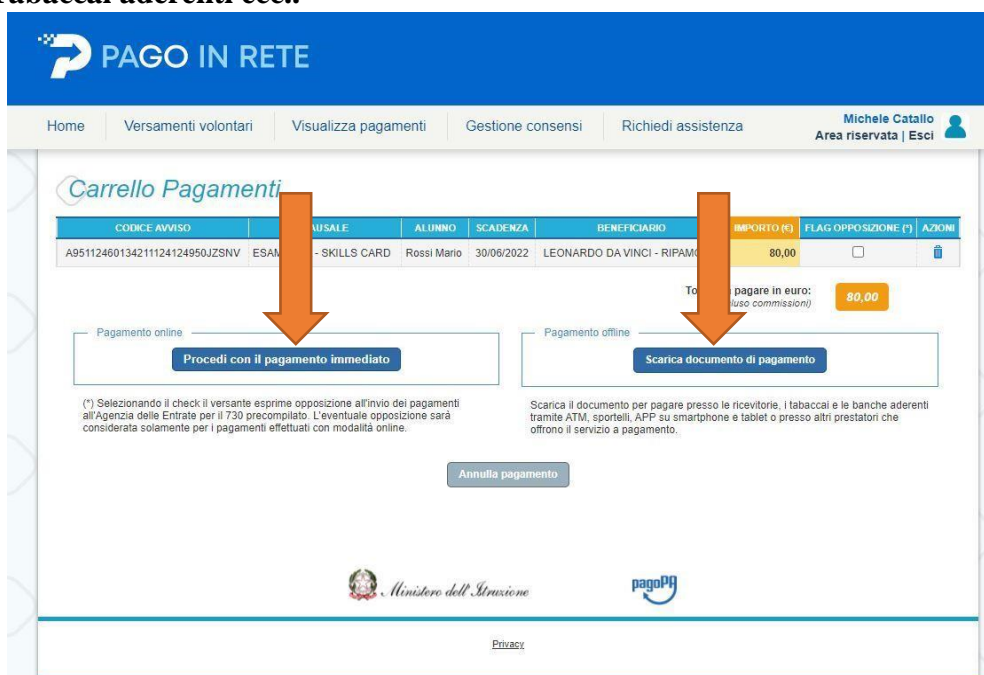 Tabaccai aderenti ecc..
PAGO IN RETE
Home Versamenti volontari Visualizza pagamenti Gestione consensi Richiedi assistenza
Michele Catallo
Area riservata | Esci
Carrello Pagamenti
CODICE AVVISO AUSALE ALUNNO SCADENZA BENEFICIARIO IMPORTO (€) FLAG OPPOSIZIONE (*) AZIONI
A95112460134211124124950JZSNV ESAM - SKILLS CARD Rossi Mario 30/06/2022 LEONARDO DA VINCI - RIPAMO 80,00
To pagare in euro: 80,00
luso commissioni)
Pagamento online
Procedi con il pagamento immediato
Pagamento offline
Scarica documento di pagamento
(*) Selezionando il check il versante esprime opposizione all'invio dei pagamenti
all'Agenzia delle Entrate per il 730 precompilato. L'eventuale opposizione sarà
considerata solamente per i pagamenti effettuati con modalità online.
Scarica il documento per pagare presso le ricevitorie, i tabaccai e le banche aderenti
tramite ATM, sportelli, APP su smartphone e tablet o presso altri prestatori che
offrono il servizio a pagamento.
Annulla pagamento
Ministero dell'Istruzione
pagoPA
Privacy